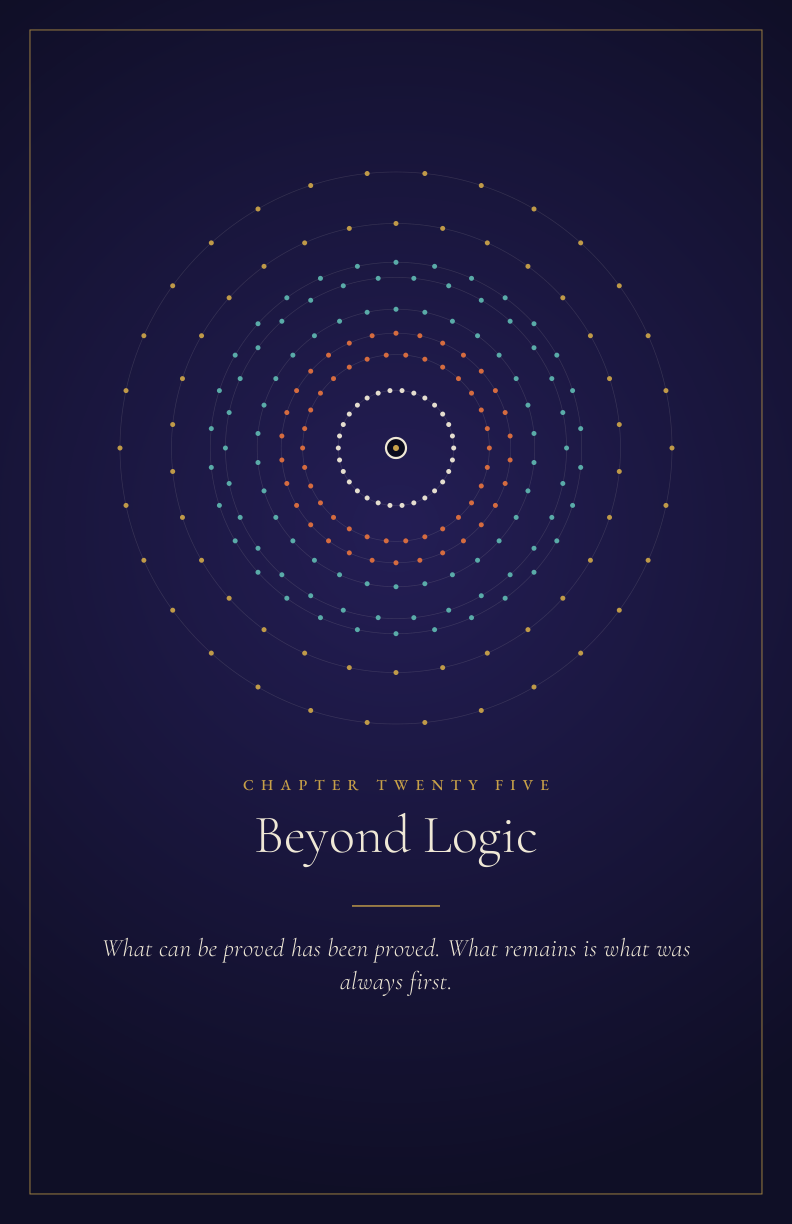 CHAPTER TWENTY FIVE
Beyond Logic
What can be proved has been proved. What remains is what was
always first.